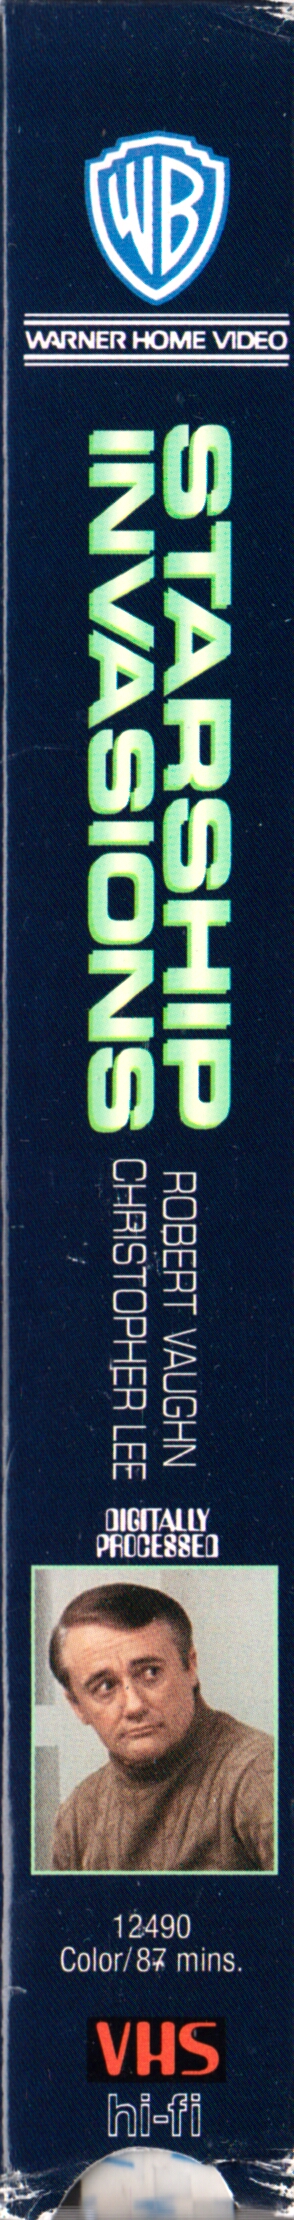 WB
WARNER HOME VIDEO
STARSHIP
INVASIONS
ROBERT VAUGHN
CHRISTOPHER LEE
DIGITALLY
PROCESSED
12490
Color/87 mins.
VHS
hi-fi